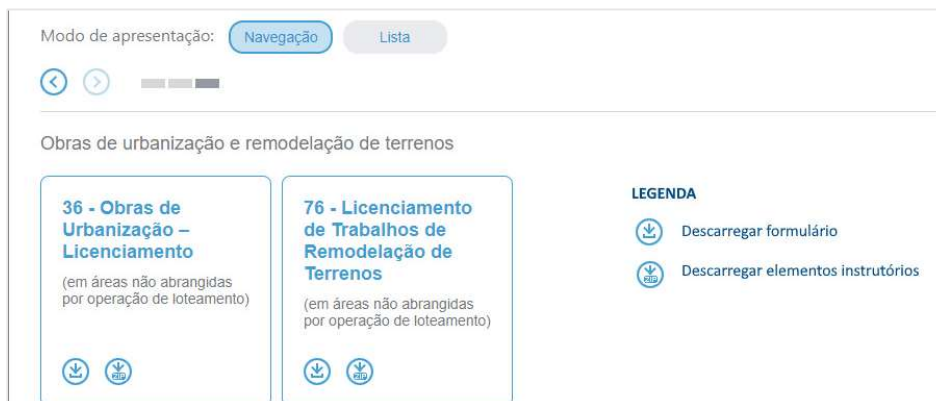 Modo de apresentação:
Navegação
Lista
Obras de urbanização e remodelação de terrenos
36 - Obras de
Urbanização –
Licenciamento
(em áreas não abrangidas
por operação de loteamento)
76 - Licenciamento
de Trabalhos de
Remodelação de
Terrenos
(em áreas não abrangidas
por operação de loteamento)
LEGENDA
Descarregar formulário
Descarregar elementos instrutórios